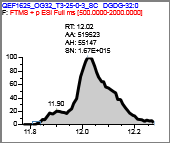 QEF1625_OG32_T3-25-0-3_SC DGDG-32:0
F: FTMS + p ESI Full ms [500.0000-2000.0000]
RT: 12.02
AA: 519523
AH: 55147
SN: 1.67E+015
100
80
60
40
20
0
11.90
11.8
12.0
12.2